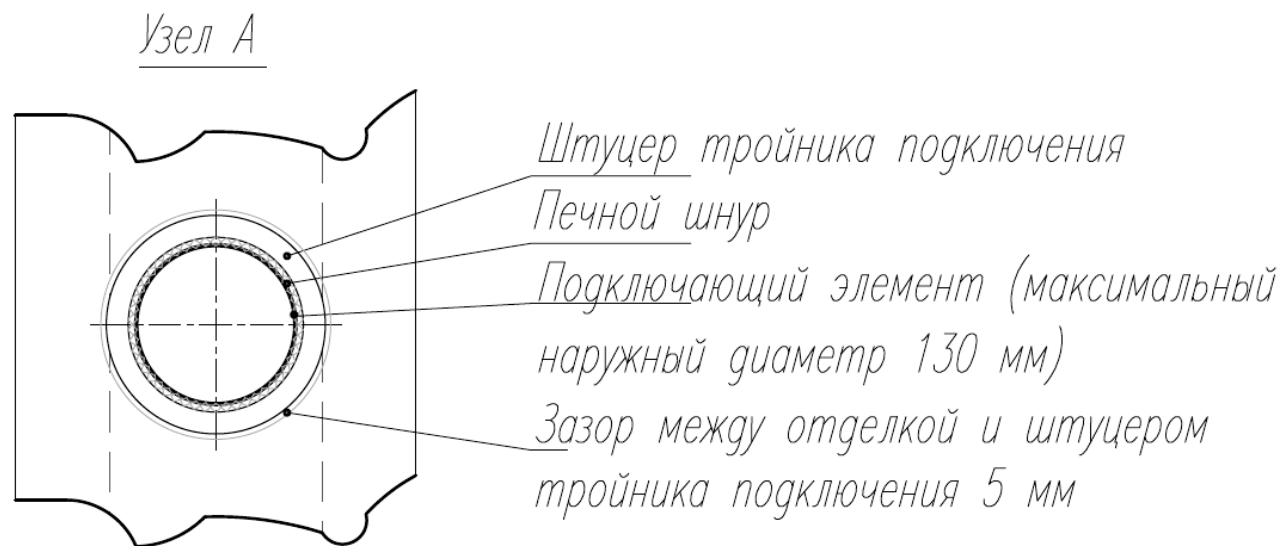 Узел А
Штуцер тройника подключения
Печной шнур
Подключающий элемент (максимальный
наружный диаметр 130 мм)
Зазор между отделкой и штуцером
тройника подключения 5 мм